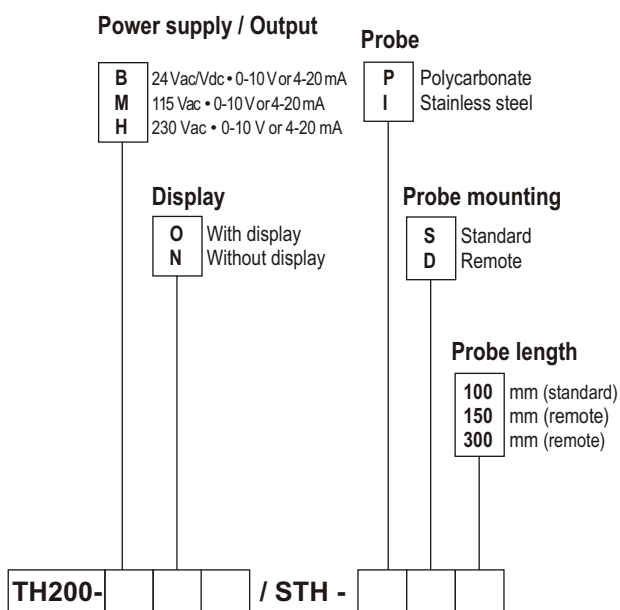 Power supply / Output
B 24 Vac/Vdc • 0-10 V or 4-20 mA
M 115 Vac • 0-10 V or 4-20 mA
H 230 Vac • 0-10 V or 4-20 mA
Probe
P Polycarbonate
I Stainless steel
Display
O With display
N Without display
Probe mounting
S Standard
D Remote
Probe length
100 mm (standard)
150 mm (remote)
300 mm (remote)
TH200- / STH -